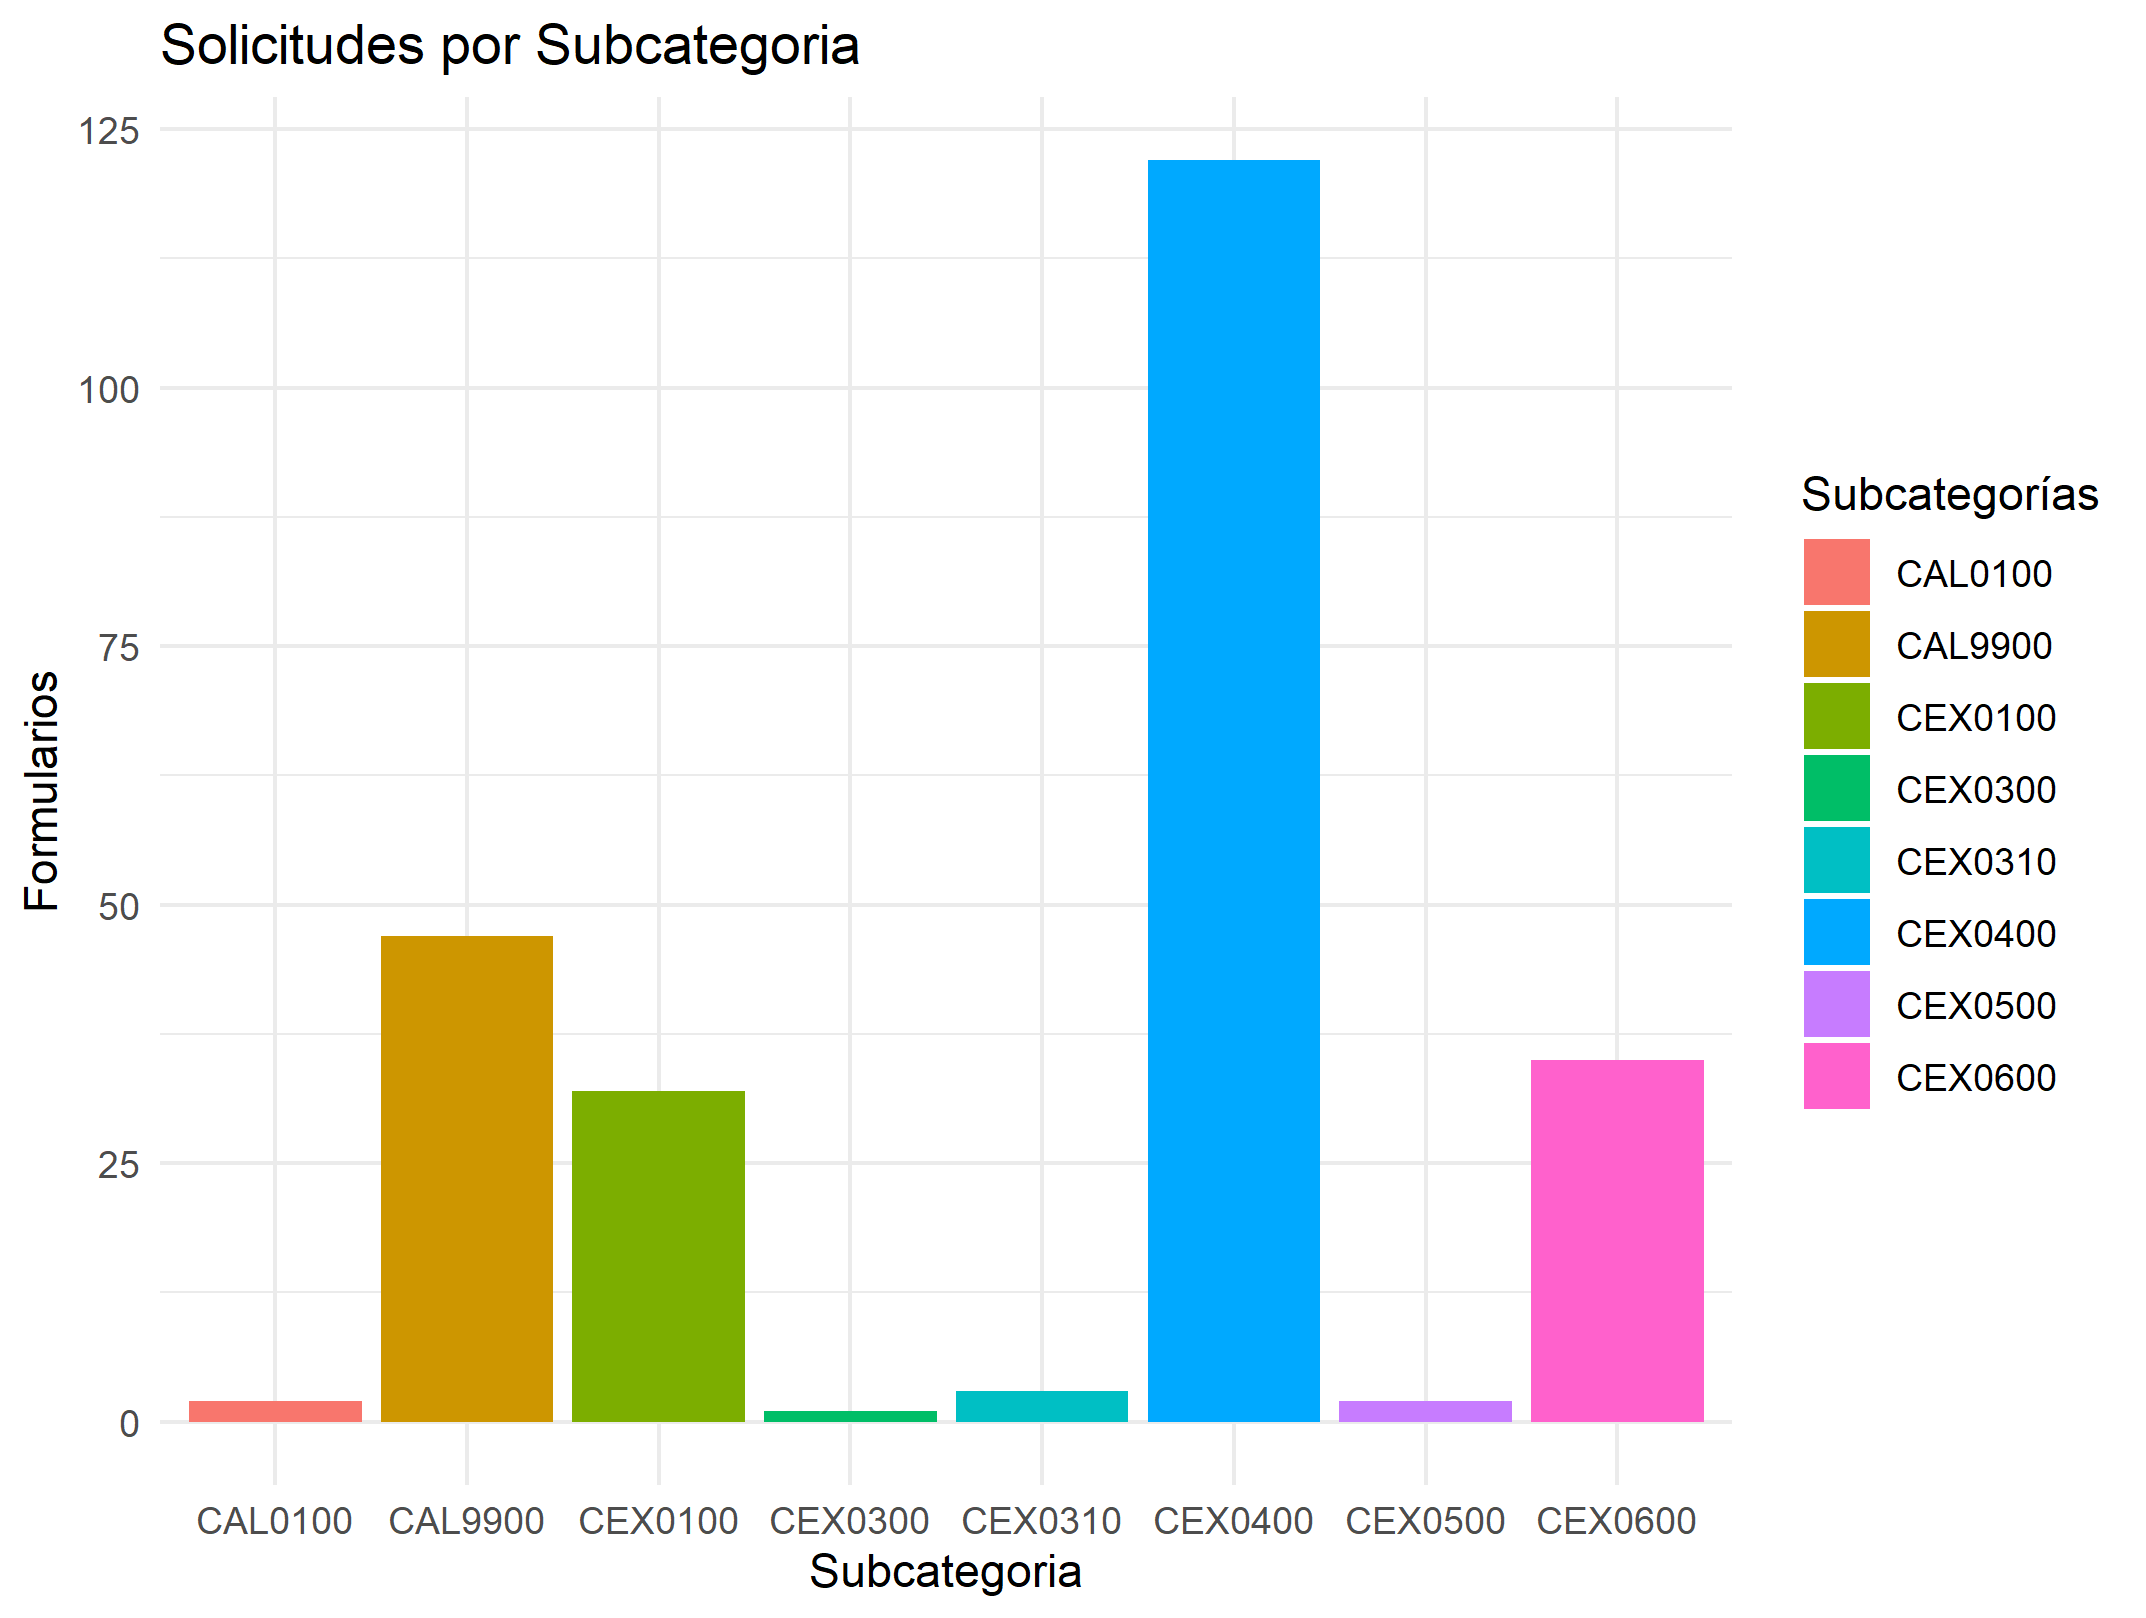 Solicitudes por Subcategoria
125
100
75
50
25
0
Formularios
CAL0100 CAL9900 CEX0100 CEX0300 CEX0310 CEX0400 CEX0500 CEX0600
Subcategoria
Subcategorías
CAL0100
CAL9900
CEX0100
CEX0300
CEX0310
CEX0400
CEX0500
CEX0600